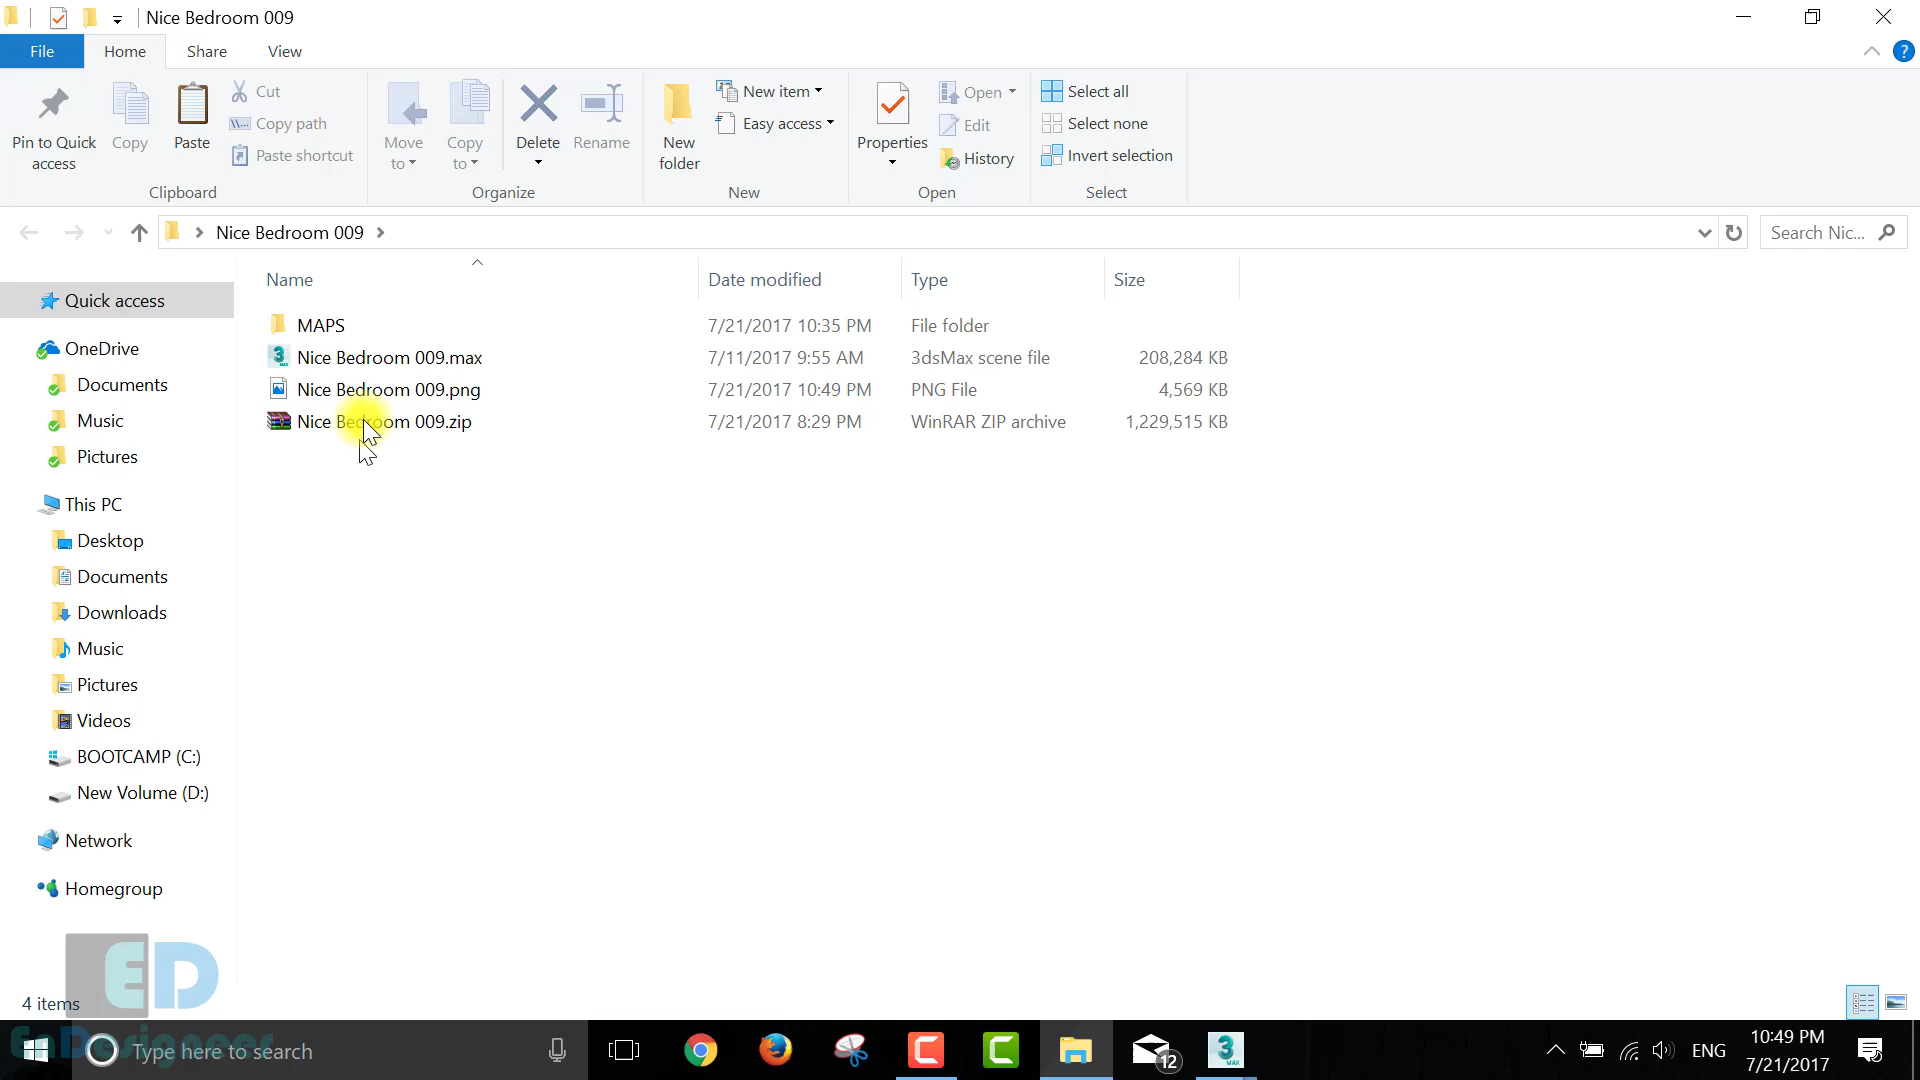 Nice Bedroom 009
File Home Share View
Pin to Quick access
Copy
Paste
Cut
Copy path
Paste shortcut
Clipboard
Move to
Copy to
Delete
Rename
Organize
New folder
New item
Easy access
New
Properties
Open
Edit
History
Open
Select all
Select none
Invert selection
Select
Nice Bedroom 009
Search Nic...
Name Date modified Type Size
MAPS 7/21/2017 10:35 PM File folder
Nice Bedroom 009.max 7/11/2017 9:55 AM 3dsMax scene file 208,284 KB
Nice Bedroom 009.png 7/21/2017 10:49 PM PNG File 4,569 KB
Nice Bedroom 009.zip 7/21/2017 8:29 PM WinRAR ZIP archive 1,229,515 KB
Quick access
OneDrive
Documents
Music
Pictures
This PC
Desktop
Documents
Downloads
Music
Pictures
Videos
BOOTCAMP (C:)
New Volume (D:)
Network
Homegroup
ED
4 items
EnDesigneer
Type here to search
12
3
MAX
ENG
10:49 PM
7/21/2017